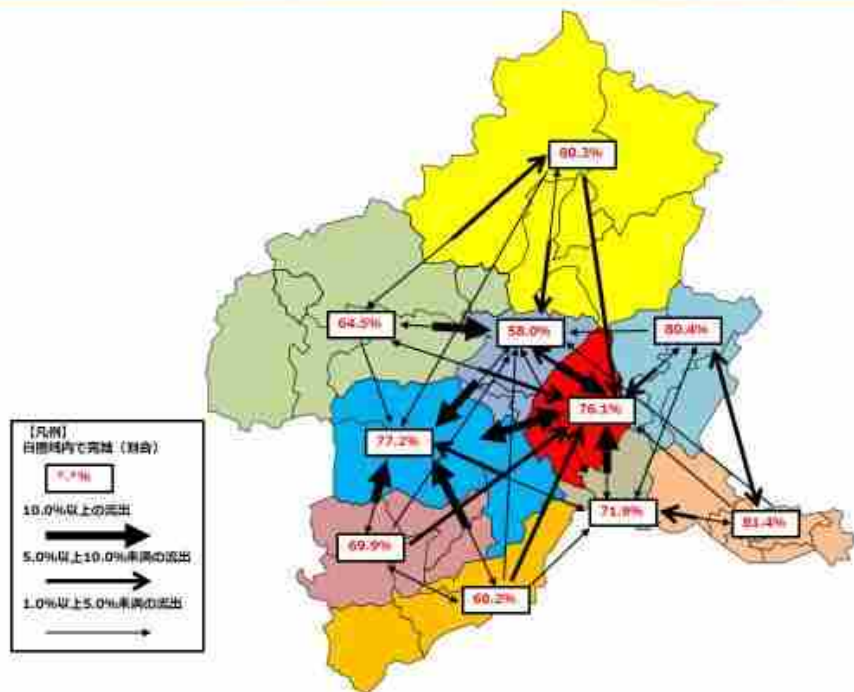 80.3%
64.5%
58.0%
80.4%
76.1%
77.2%
71.9%
81.4%
69.9%
60.2%
【凡例】
自圏域内で完結（割合）
*.*%
10.0%以上の流出
5.0%以上10.0%未満の流出
1.0%以上5.0%未満の流出